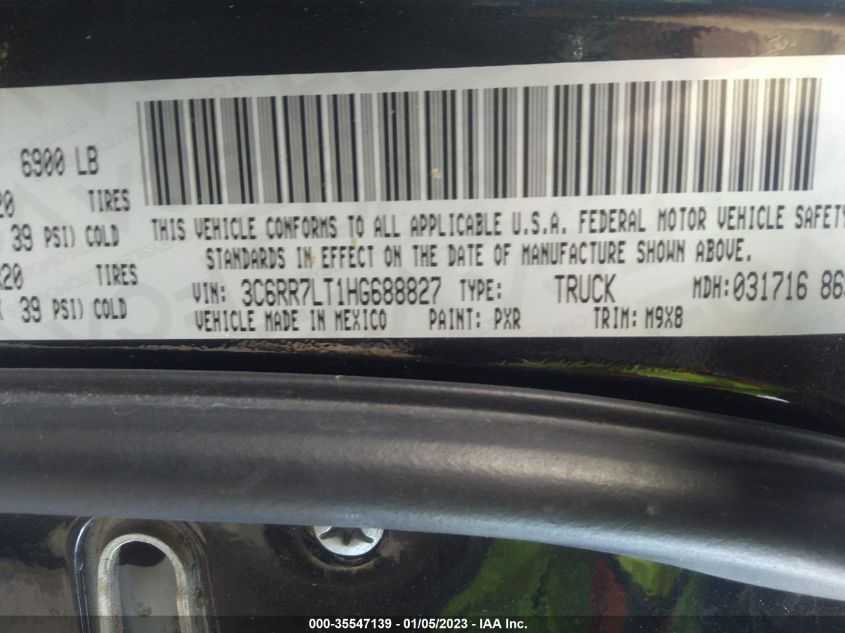 6900 LB
20 TIRES
39 PSI) COLD
x20 TIRES
39 PSI) COLD
THIS VEHICLE CONFORMS TO ALL APPLICABLE U.S.A. FEDERAL MOTOR VEHICLE SAFETY
STANDARDS IN EFFECT ON THE DATE OF MANUFACTURE SHOWN ABOVE.
VIN: 3C6RR7LT1HG688827 TYPE: TRUCK MDH:031716 86
VEHICLE MADE IN MEXICO PAINT: PXR TRIM: M9X8
000-35547139 - 01/05/2023 - IAA Inc.